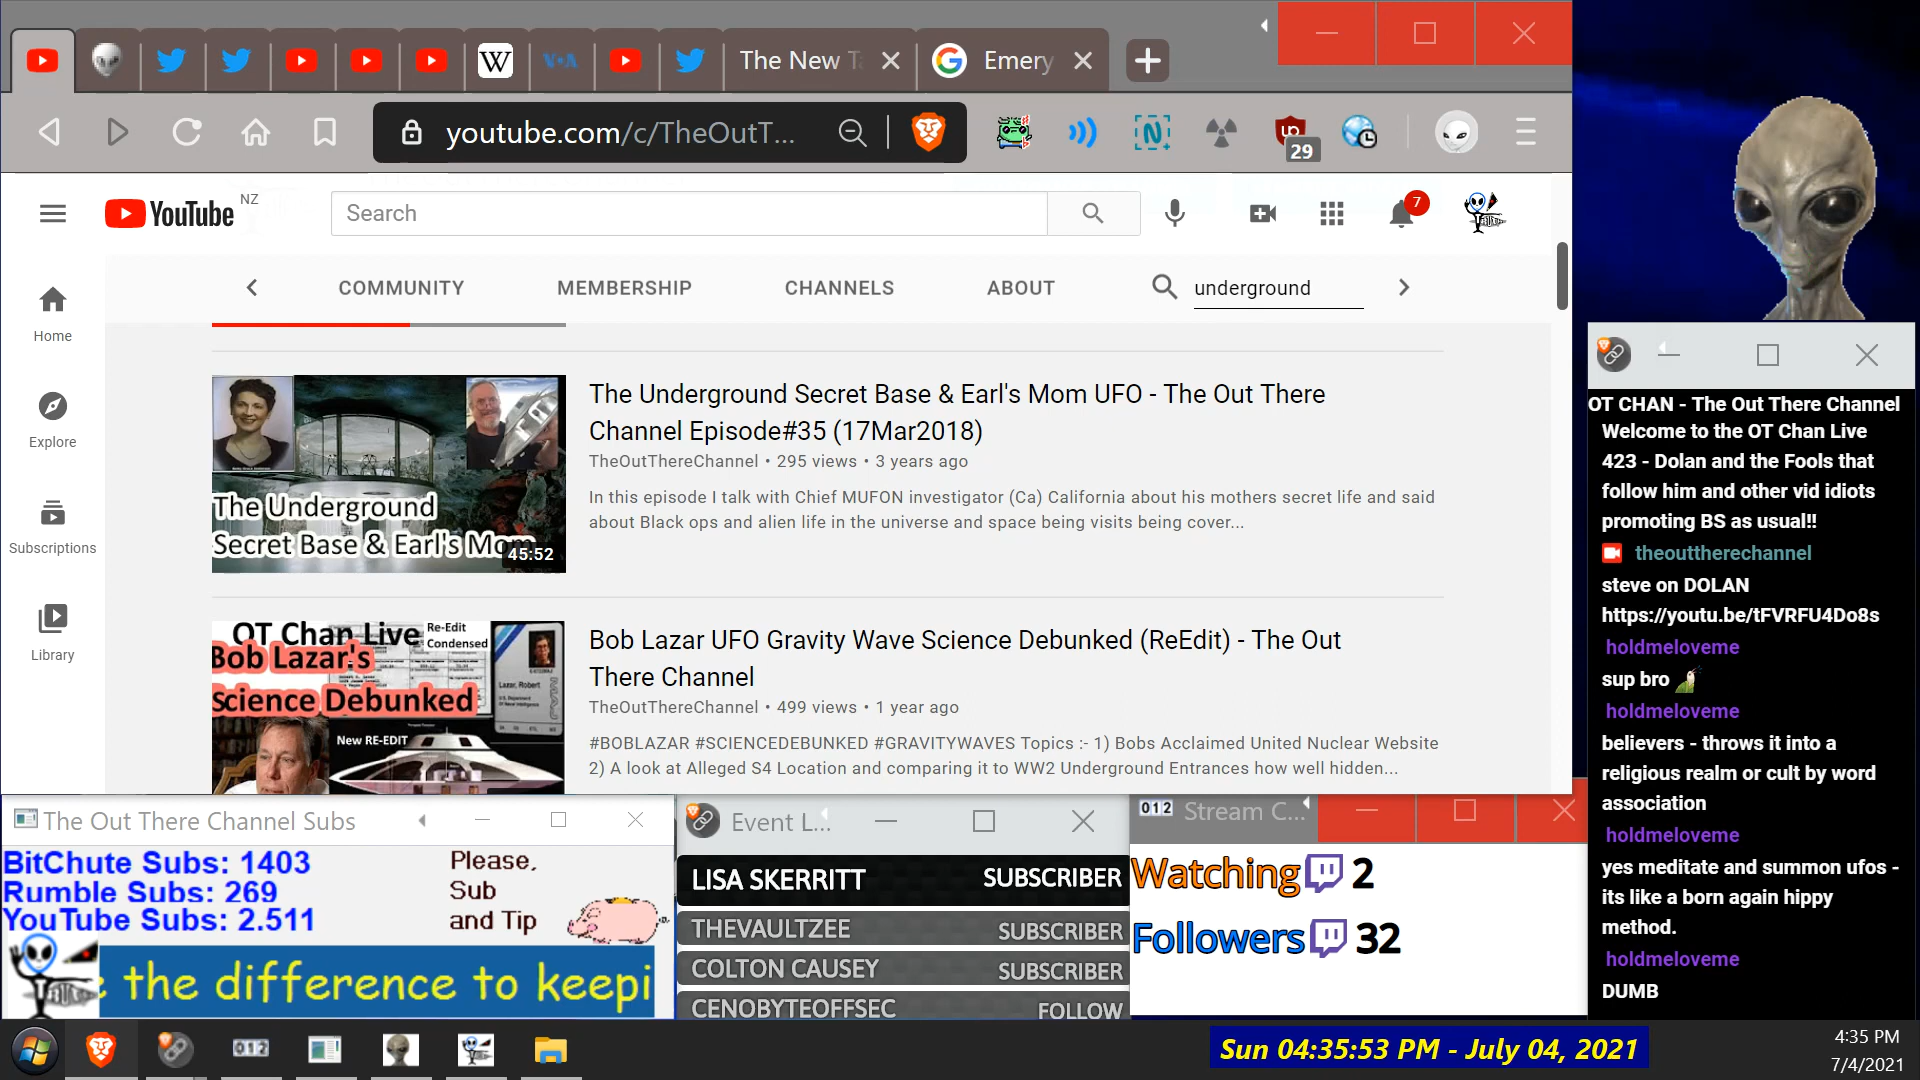 The New T
Emery
youtube.com/c/TheOutT...
29
YouTube NZ
Search
7
COMMUNITY
MEMBERSHIP
CHANNELS
ABOUT
underground
Home
Explore
Subscriptions
Library
The Underground
Secret Base & Earl's Mom
45:52
The Underground Secret Base & Earl's Mom UFO - The Out There
Channel Episode#35 (17Mar2018)
TheOutThereChannel • 295 views • 3 years ago
In this episode I talk with Chief MUFON investigator (Ca) California about his mothers secret life and said
about Black ops and alien life in the universe and space being visits being cover...
OT Chan Live
Re-Edit
Condensed
Bob Lazar's
Science Debunked
Lazar, Robert
New RE-EDIT
Bob Lazar UFO Gravity Wave Science Debunked (ReEdit) - The Out
There Channel
TheOutThereChannel • 499 views • 1 year ago
#BOBLAZAR #SCIENCEDEBUNKED #GRAVITYWAVES Topics :- 1) Bobs Acclaimed United Nuclear Website
2) A look at Alleged S4 Location and comparing it to WW2 Underground Entrances how well hidden...
OT CHAN - The Out There Channel
Welcome to the OT Chan Live
423 - Dolan and the Fools that
follow him and other vid idiots
promoting BS as usual!!
theouttherechannel
steve on DOLAN
https://youtu.be/tFVRFU4Do8s
holdmeloveme
sup bro
holdmeloveme
believers - throws it into a
religious realm or cult by word
association
holdmeloveme
yes meditate and summon ufos -
its like a born again hippy
method.
holdmeloveme
DUMB
The Out There Channel Subs
BitChute Subs: 1403
Rumble Subs: 269
YouTube Subs: 2.511
Please,
Sub
and Tip
the difference to keepi
Event L...
LISA SKERRITT SUBSCRIBER
THEVAULTZEE SUBSCRIBER
COLTON CAUSEY SUBSCRIBER
CENOBYTEOFFSEC FOLLOW
012 Stream C...
Watching 2
Followers 32
012
Sun 04:35:53 PM - July 04, 2021
4:35 PM
7/4/2021